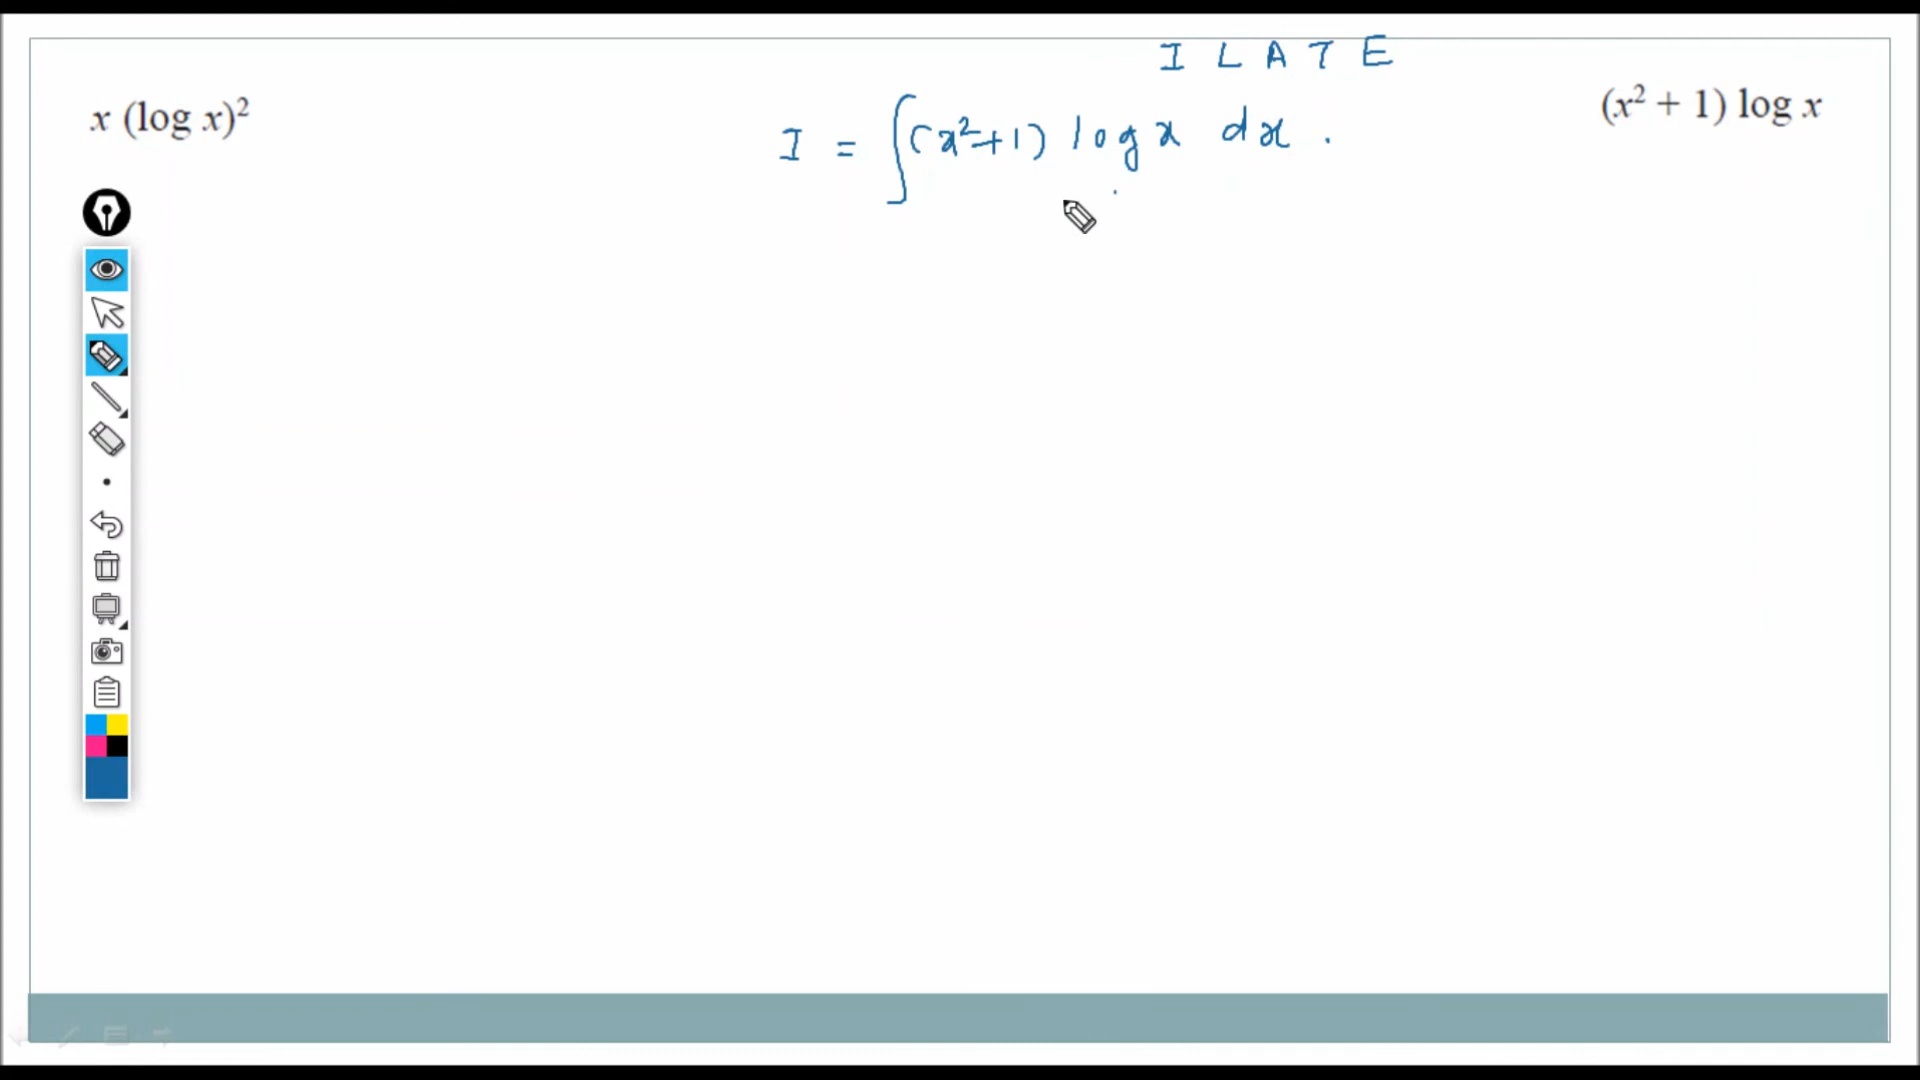 I L A T E
x (log x)²
I = ∫(x²+1) log x dx .
(x² + 1) log x